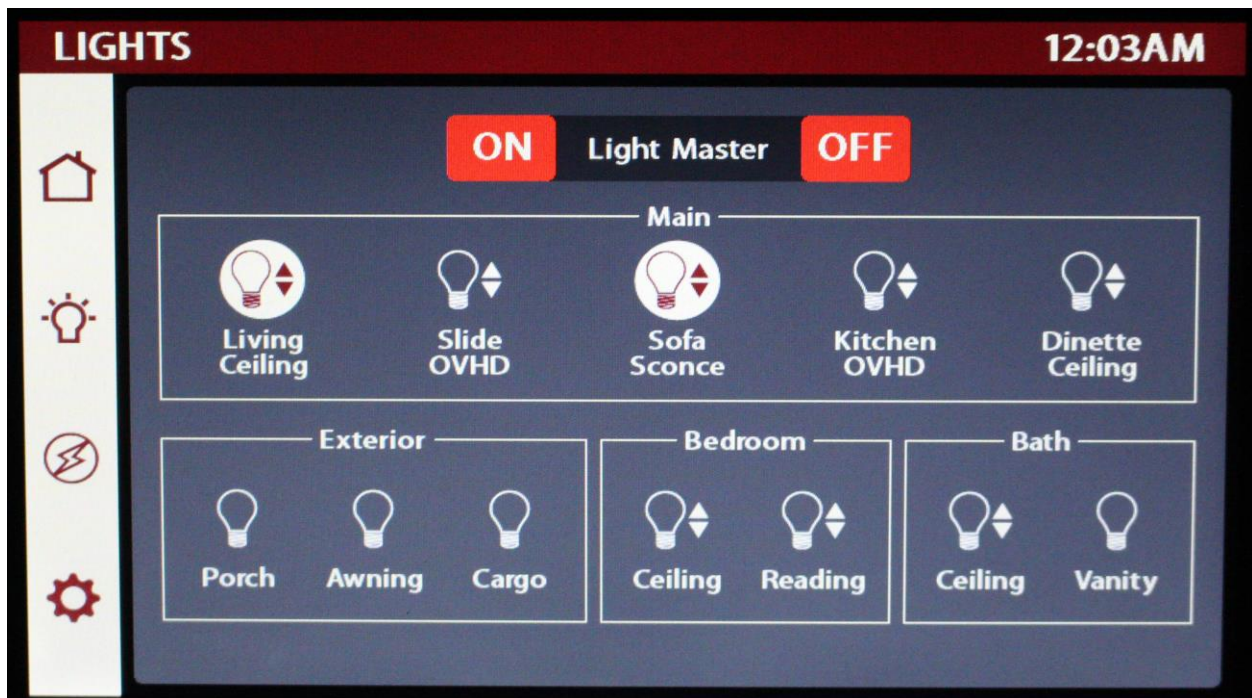 LIGHTS 12:03AM
ON Light Master OFF
Main
Living Ceiling
Slide OVHD
Sofa Sconce
Kitchen OVHD
Dinette Ceiling
Exterior
Porch
Awning
Cargo
Bedroom
Ceiling
Reading
Bath
Ceiling
Vanity